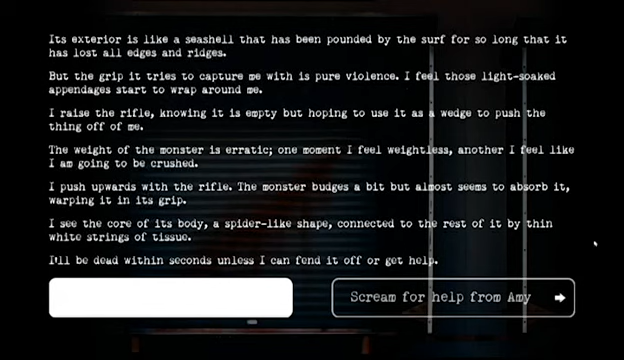 Its exterior is like a seashell that has been pounded by the surf for so long that it
has lost all edges and ridges.
But the grip it tries to capture me with is pure violence. I feel those light-soaked
appendages start to wrap around me.
I raise the rifle, knowing it is empty but hoping to use it as a wedge to push the
thing off of me.
The weight of the monster is erratic; one moment I feel weightless, another I feel like
I am going to be crushed.
I push upwards with the rifle. The monster budges a bit but almost seems to absorb it,
warping it in its grip.
I see the core of its body, a spider-like shape, connected to the rest of it by thin
white strings of tissue.
I'll be dead within seconds unless I can fend it off or get help.
Scream for help from Amy